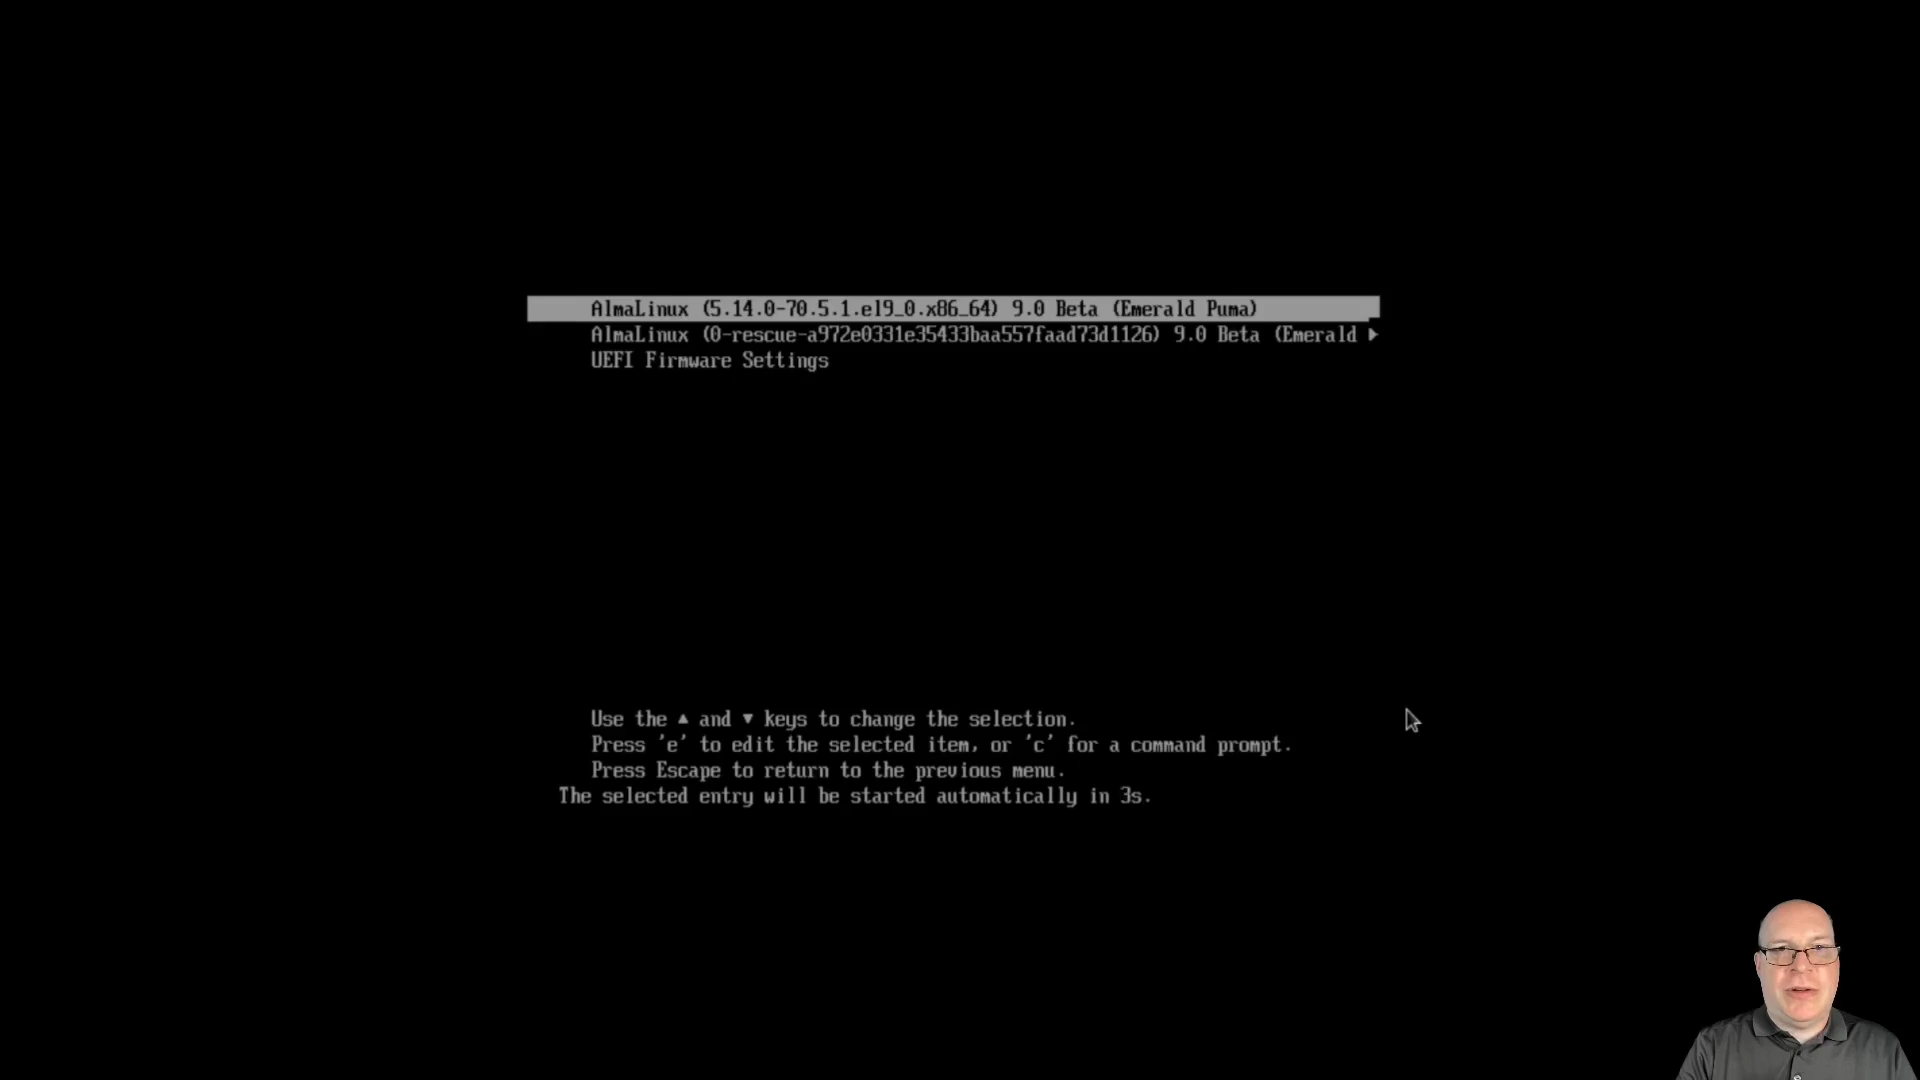 AlmaLinux (5.14.0-70.5.1.el9_0.x86_64) 9.0 Beta (Emerald Puma)
AlmaLinux (0-rescue-a972e0331e35433baa557faad73d1126) 9.0 Beta (Emerald ▶
UEFI Firmware Settings
Use the ▲ and ▼ keys to change the selection.
Press 'e' to edit the selected item, or 'c' for a command prompt.
Press Escape to return to the previous menu.
The selected entry will be started automatically in 3s.